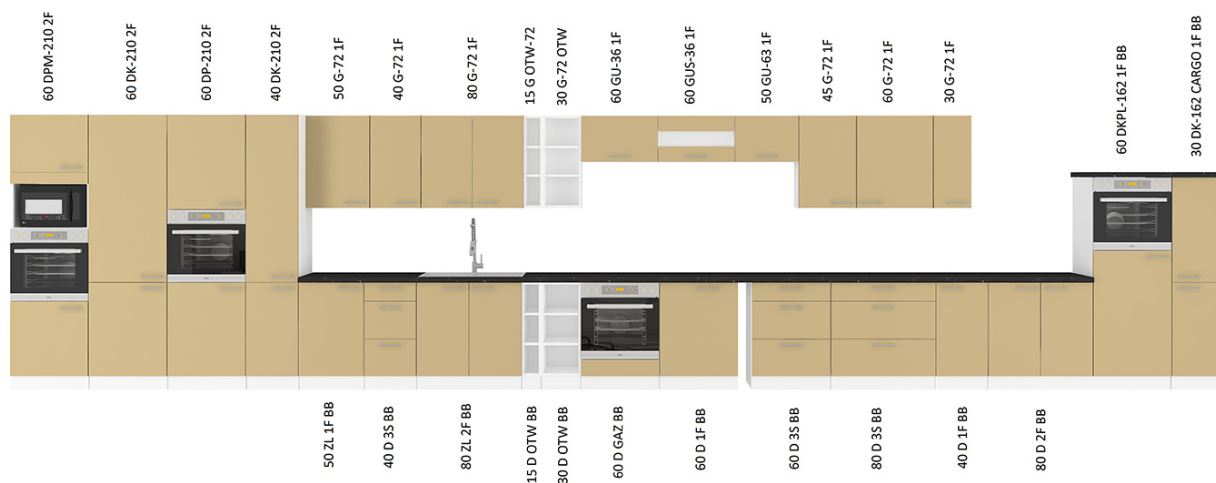 60 DPM-210 2F
60 DK-210 2F
60 DP-210 2F
40 DK-210 2F
50 G-72 1F
40 G-72 1F
80 G-72 1F
15 G OTW-72
30 G-72 OTW
60 GU-36 1F
60 GUS-36 1F
50 GU-63 1F
45 G-72 1F
60 G-72 1F
30 G-72 1F
60 DKPL-162 1F BB
30 DK-162 CARGO 1F BB
50 ZL 1F BB
40 D 3S BB
80 ZL 2F BB
15 D OTW BB
30 D OTW BB
60 D GAZ BB
60 D 1F BB
60 D 3S BB
80 D 3S BB
40 D 1F BB
80 D 2F BB